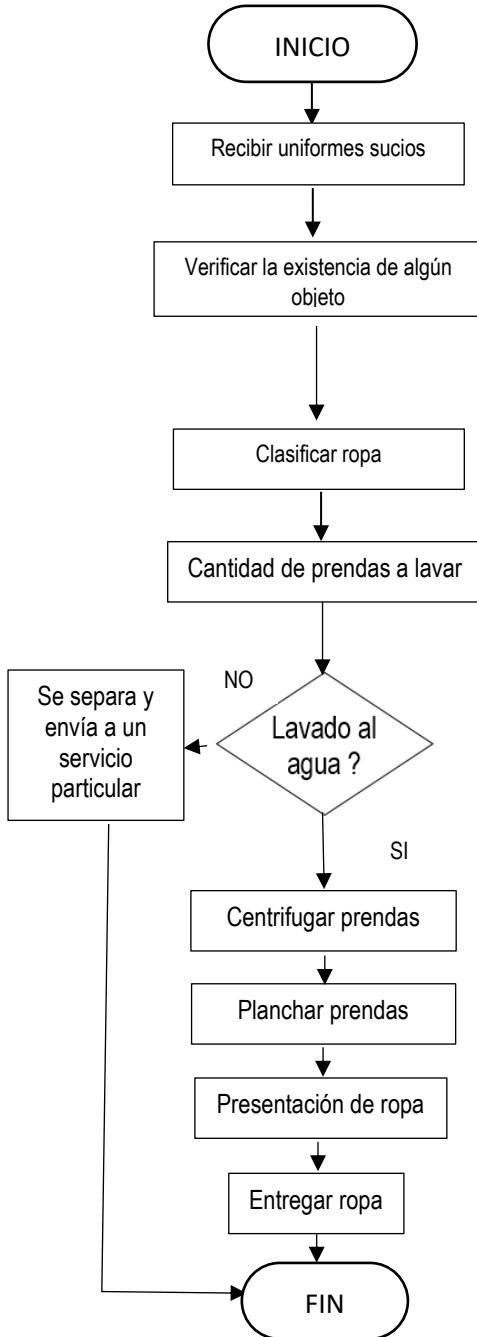 INICIO
Recibir uniformes sucios
Verificar la existencia de algún
objeto
Clasificar ropa
Cantidad de prendas a lavar
NO
Se separa y
envía a un
servicio
particular
Lavado al
agua ?
SI
Centrifugar prendas
Planchar prendas
Presentación de ropa
Entregar ropa
FIN